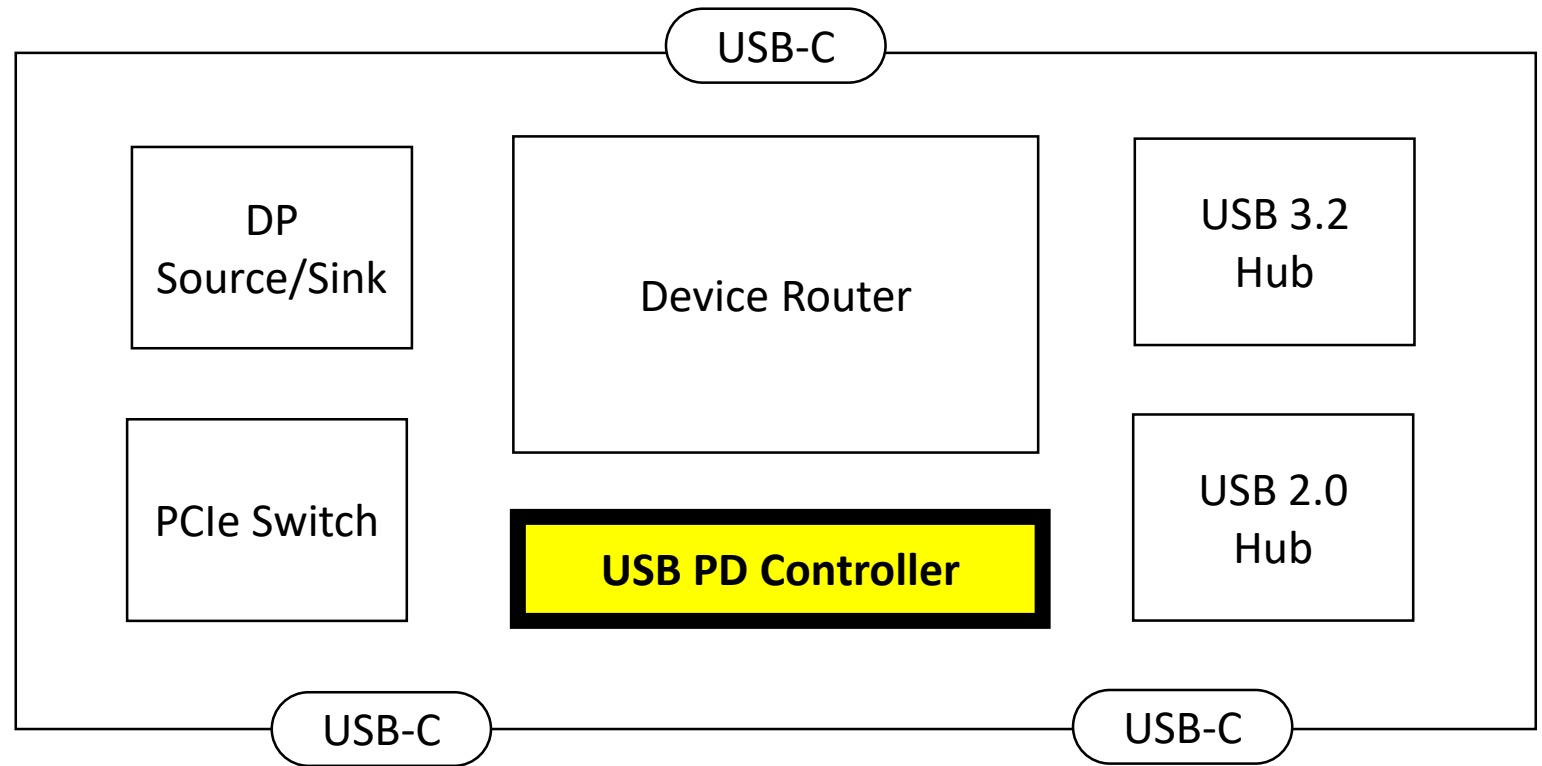 USB-C
DP
Source/Sink
Device Router
USB 3.2
Hub
PCIe Switch
USB PD Controller
USB 2.0
Hub
USB-C
USB-C